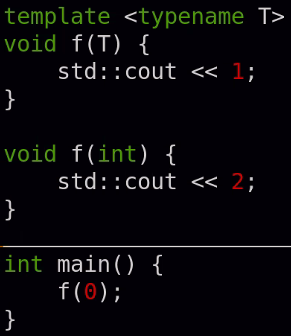 template <typename T>
void f(T) {
    std::cout << 1;
}

void f(int) {
    std::cout << 2;
}

int main() {
    f(0);
}